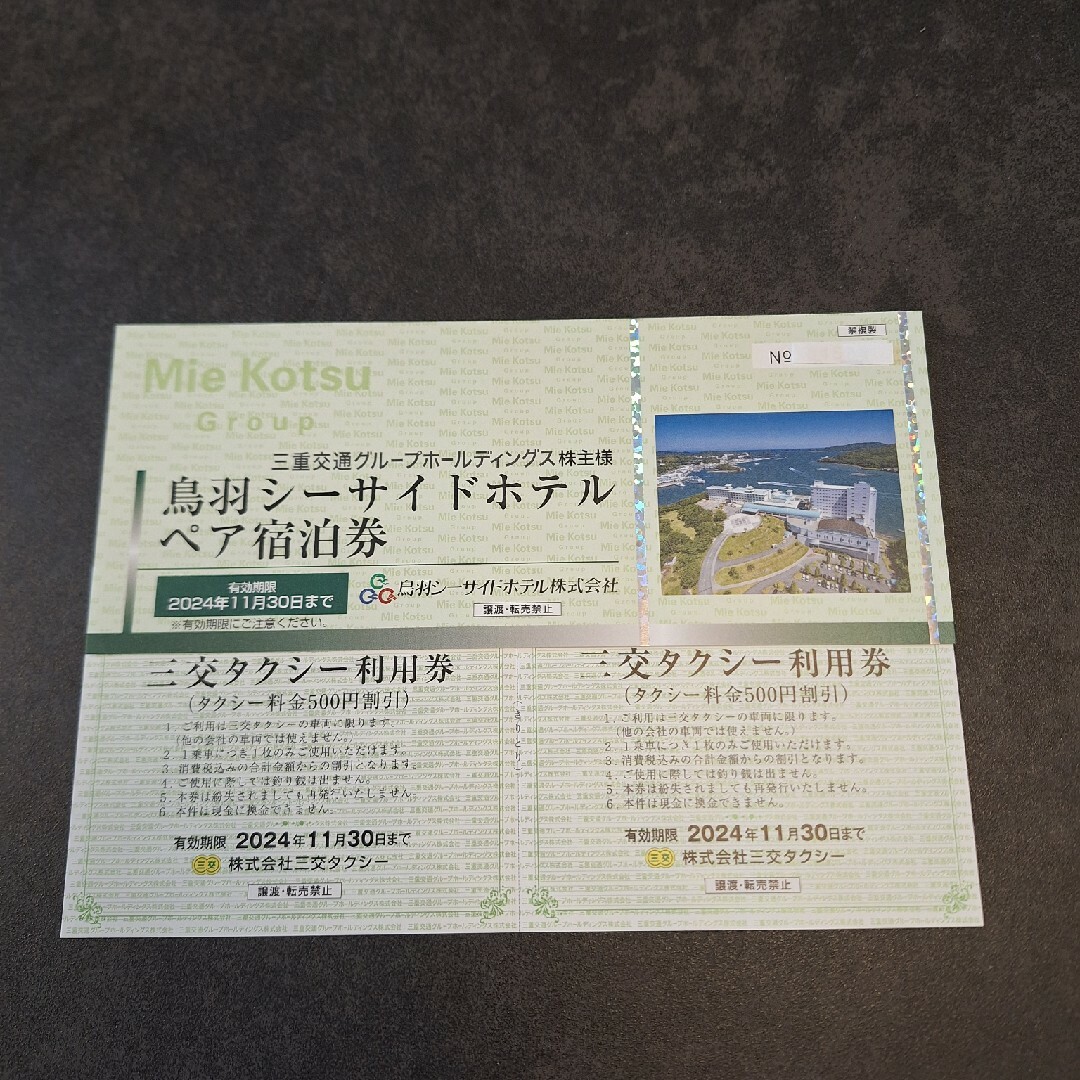 Mie Kotsu
Group
禁複製
№
三重交通グループホールディングス株主様
鳥羽シーサイドホテル
ペア宿泊券
有効期限
2024年11月30日まで
※有効期限にご注意ください。
鳥羽シーサイドホテル株式会社
譲渡・転売禁止
三交タクシー利用券
(タクシー料金500円割引)
1. ご利用は三交タクシーの車両に限ります。
(他の会社の車両では使えません。)
2. 1乗車につき1枚のみご使用いただけます。
3. 消費税込みの合計金額からの割引となります。
4. ご使用に際しては釣り銭は出ません。
5. 本券は紛失されましても再発行いたしません。
6. 本件は現金に換金できません。
有効期限 2024年11月30日まで
三交 株式会社三交タクシー
譲渡・転売禁止
三交タクシー利用券
(タクシー料金500円割引)
1. ご利用は三交タクシーの車両に限ります。
(他の会社の車両では使えません。)
2. 1乗車につき1枚のみご使用いただけます。
3. 消費税込みの合計金額からの割引となります。
4. ご使用に際しては釣り銭は出ません。
5. 本券は紛失されましても再発行いたしません。
6. 本件は現金に換金できません。
有効期限 2024年11月30日まで
三交 株式会社三交タクシー
譲渡・転売禁止